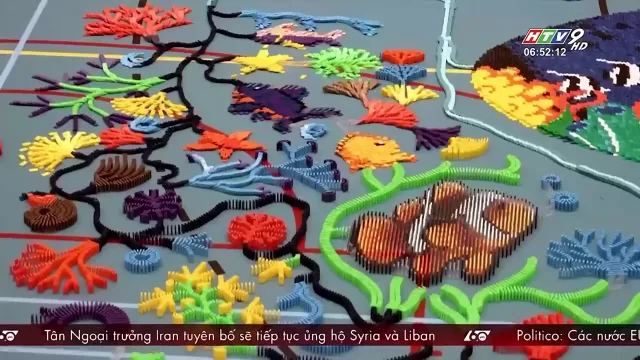 HTV9 HD
06:52:12
Tân Ngoại trưởng Iran tuyên bố sẽ tiếp tục ủng hộ Syria và Liban
60 Politico: Các nước